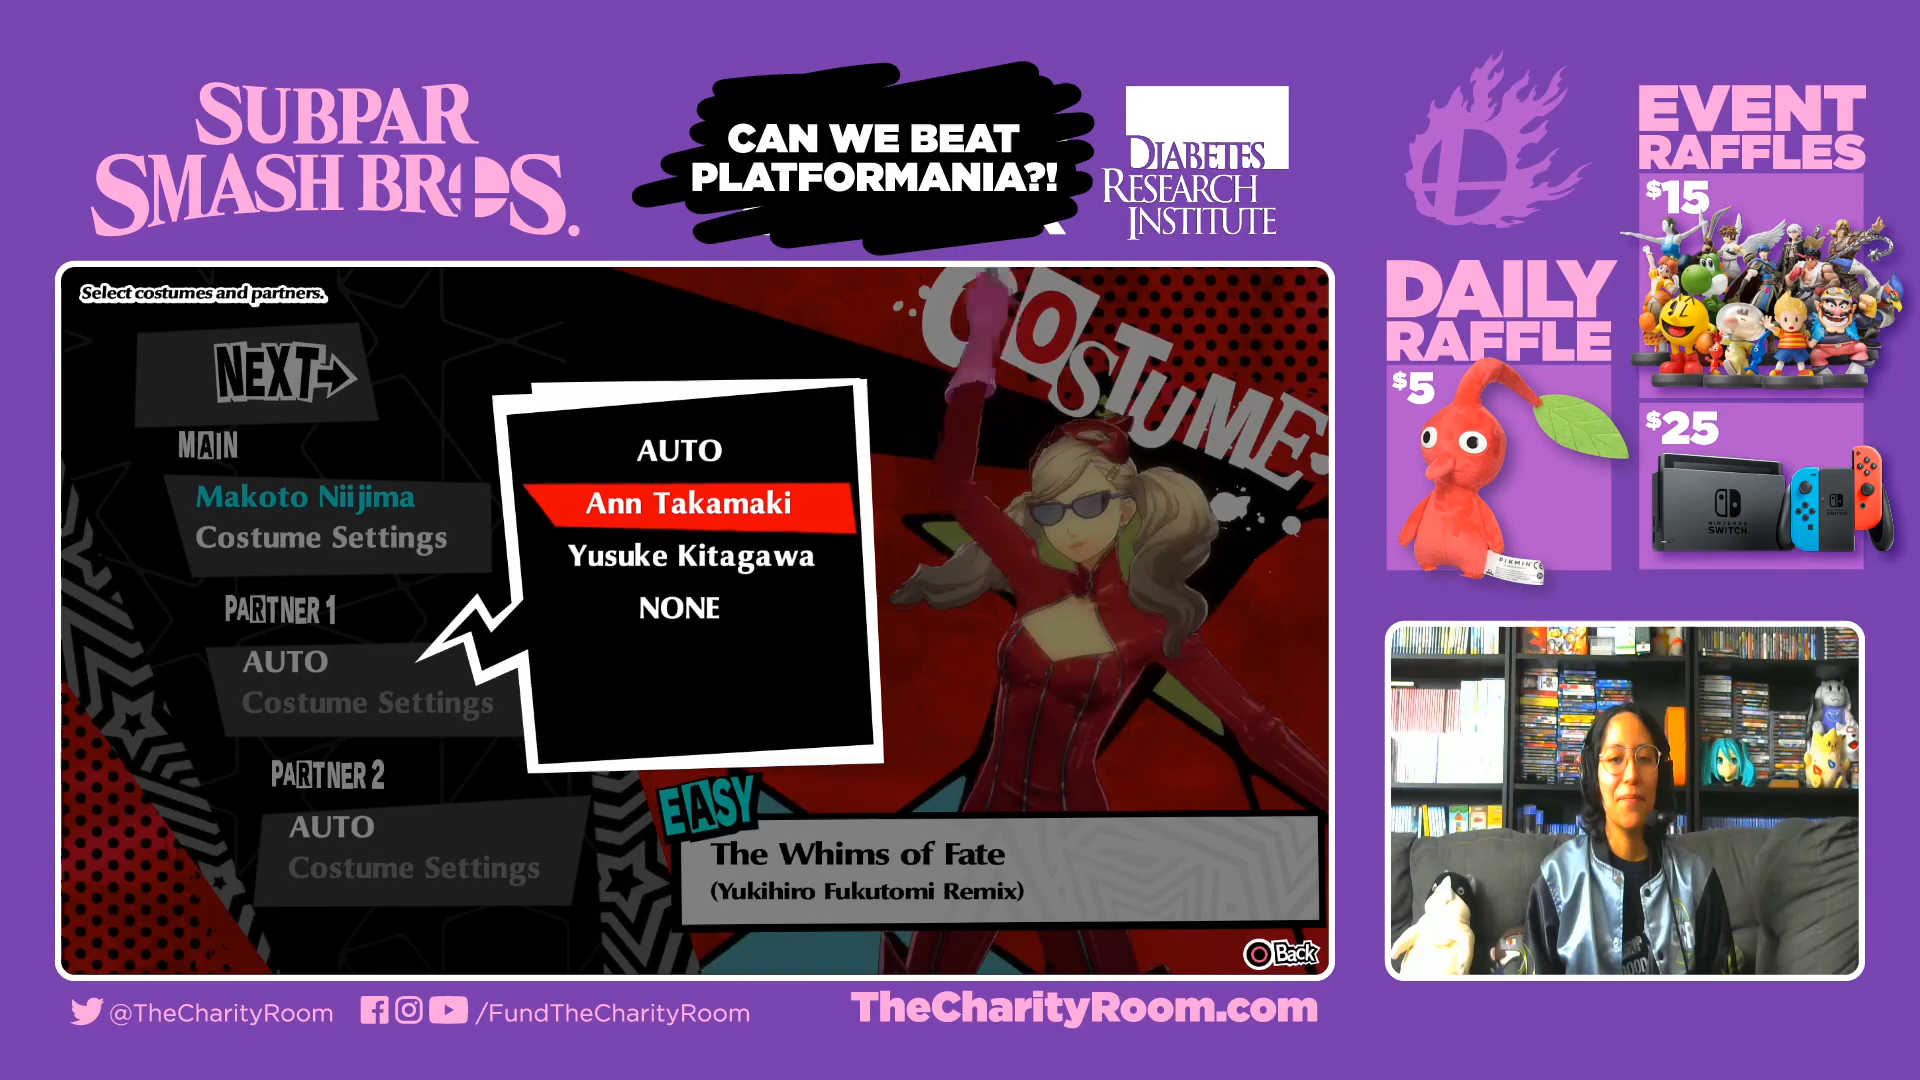 SUBPAR
SMASH BROS.
CAN WE BEAT
PLATFORMANIA?!
DIABETES
RESEARCH
INSTITUTE
EVENT
RAFFLES
$15
DAILY
RAFFLE
$5
$25
NINTENDO
SWITCH
PIKMIN
Select costumes and partners.
COSTUME
NEXT
MAIN
Makoto Niijima
Costume Settings
PARTNER 1
AUTO
Costume Settings
PARTNER 2
AUTO
Costume Settings
AUTO
Ann Takamaki
Yusuke Kitagawa
NONE
EASY
The Whims of Fate
(Yukihiro Fukutomi Remix)
Back
@TheCharityRoom
/FundTheCharityRoom
TheCharityRoom.com